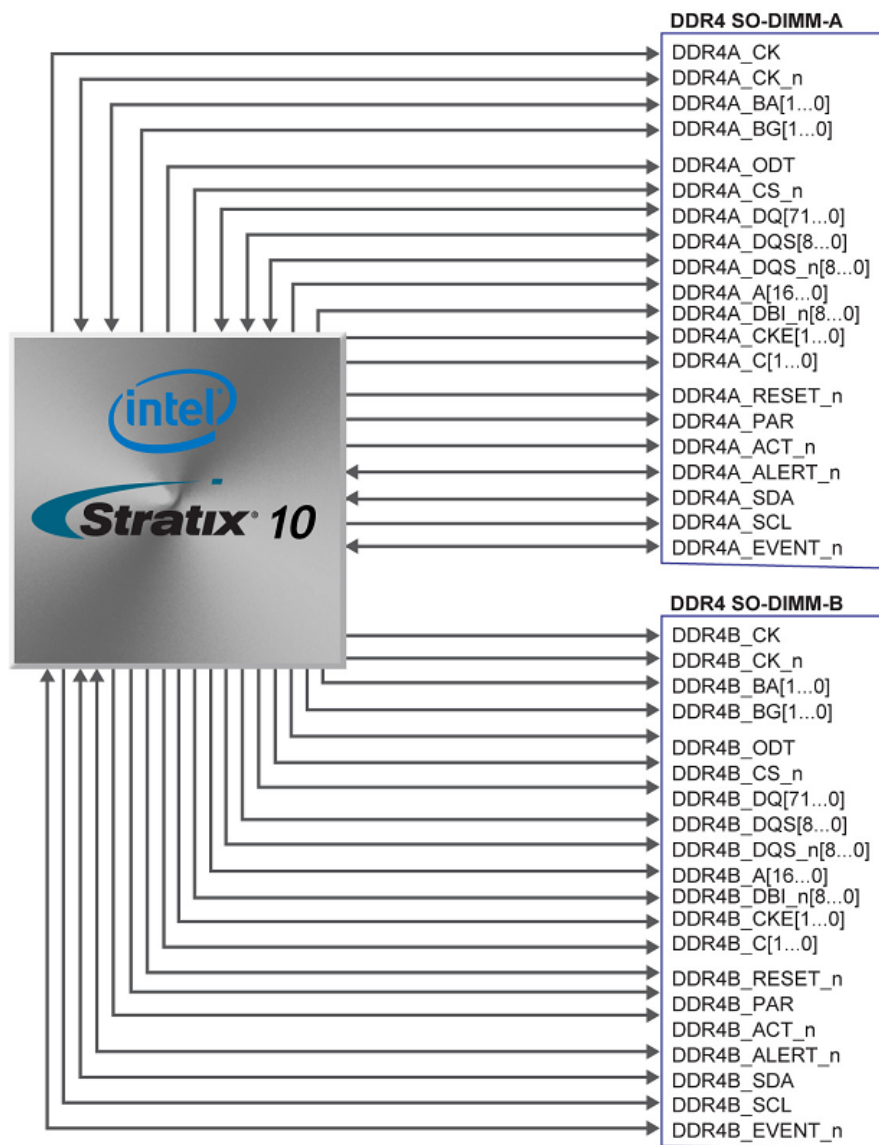 DDR4 SO-DIMM-A
DDR4A_CK
DDR4A_CK_n
DDR4A_BA[1...0]
DDR4A_BG[1...0]
DDR4A_ODT
DDR4A_CS_n
DDR4A_DQ[71...0]
DDR4A_DQS[8...0]
DDR4A_DQS_n[8...0]
DDR4A_A[16...0]
DDR4A_DBI_n[8...0]
DDR4A_CKE[1...0]
DDR4A_C[1...0]
DDR4A_RESET_n
DDR4A_PAR
DDR4A_ACT_n
DDR4A_ALERT_n
DDR4A_SDA
DDR4A_SCL
DDR4A_EVENT_n
intel®
Stratix® 10
DDR4 SO-DIMM-B
DDR4B_CK
DDR4B_CK_n
DDR4B_BA[1...0]
DDR4B_BG[1...0]
DDR4B_ODT
DDR4B_CS_n
DDR4B_DQ[71...0]
DDR4B_DQS[8...0]
DDR4B_DQS_n[8...0]
DDR4B_A[16...0]
DDR4B_DBI_n[8...0]
DDR4B_CKE[1...0]
DDR4B_C[1...0]
DDR4B_RESET_n
DDR4B_PAR
DDR4B_ACT_n
DDR4B_ALERT_n
DDR4B_SDA
DDR4B_SCL
DDR4B_EVENT_n